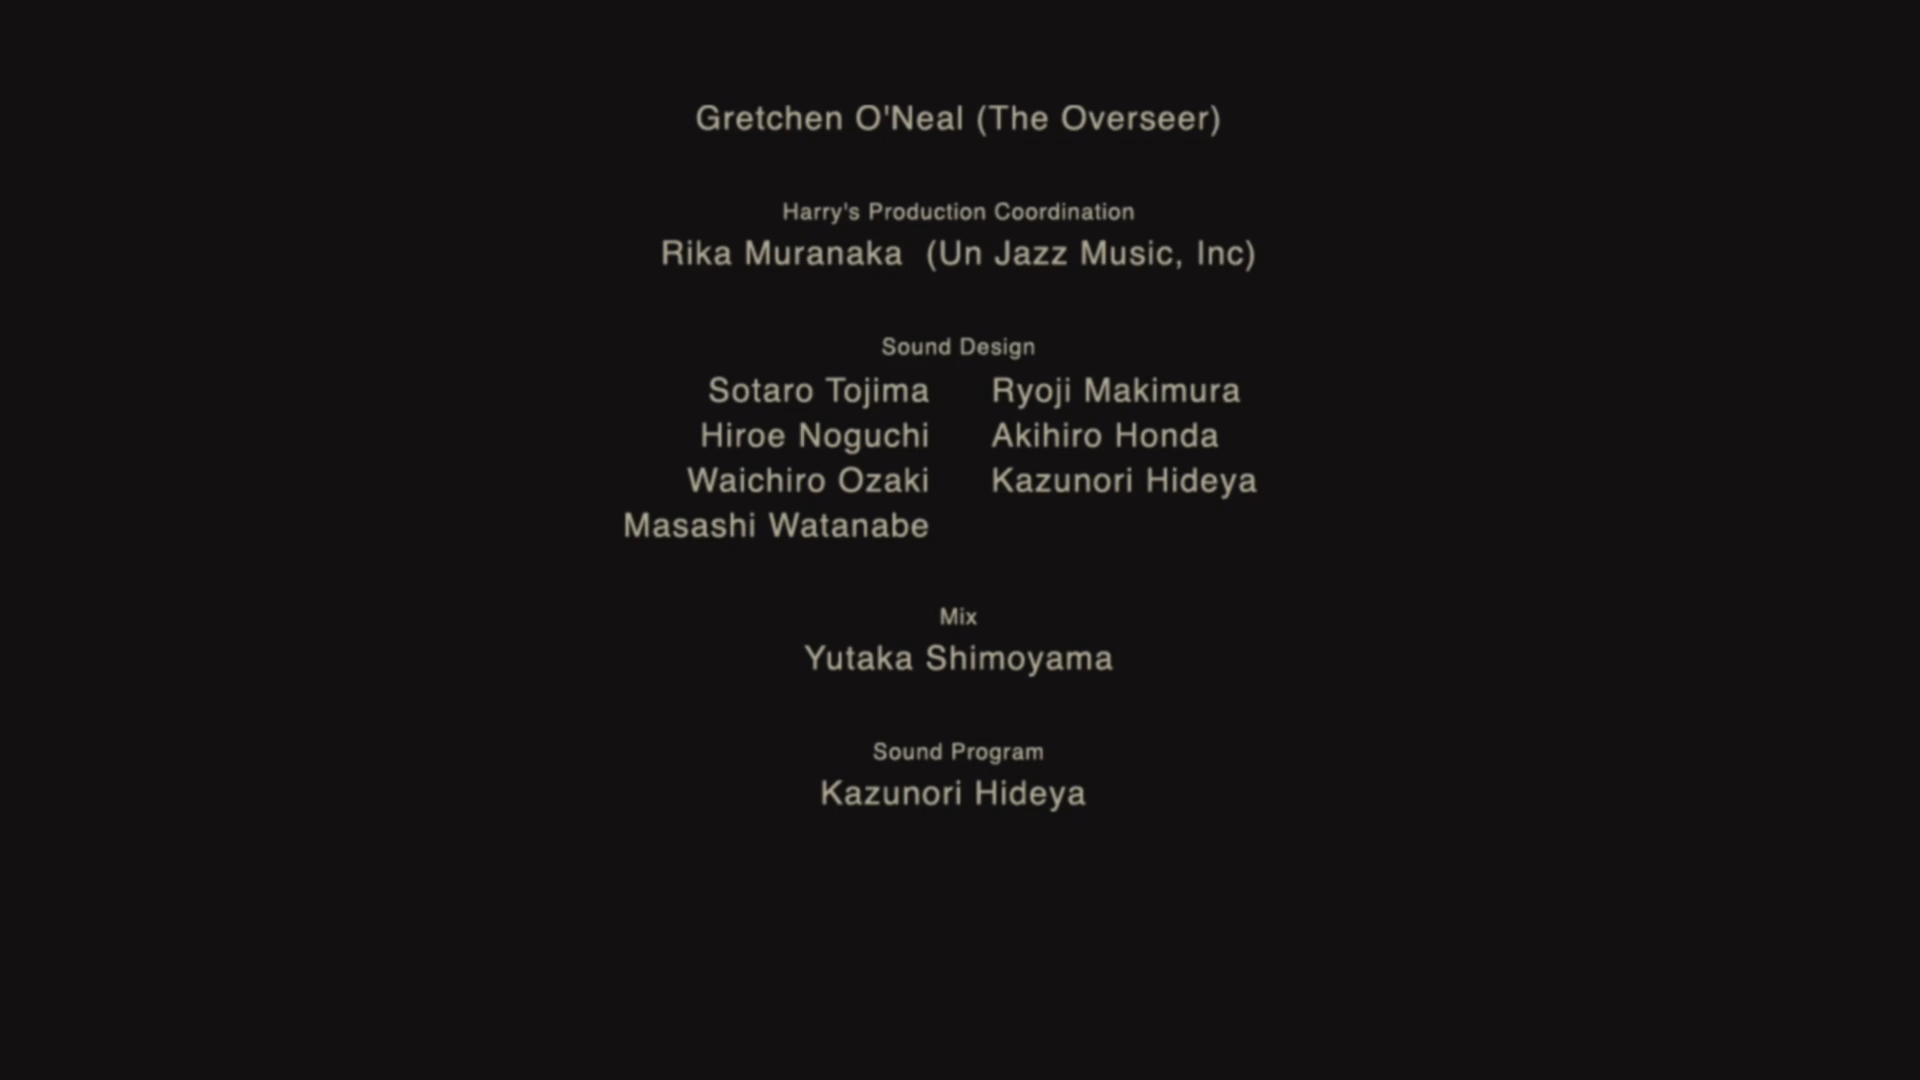 Gretchen O'Neal (The Overseer)
Harry's Production Coordination
Rika Muranaka  (Un Jazz Music, Inc)
Sound Design
Sotaro Tojima Ryoji Makimura
Hiroe Noguchi Akihiro Honda
Waichiro Ozaki Kazunori Hideya
Masashi Watanabe
Mix
Yutaka Shimoyama
Sound Program
Kazunori Hideya